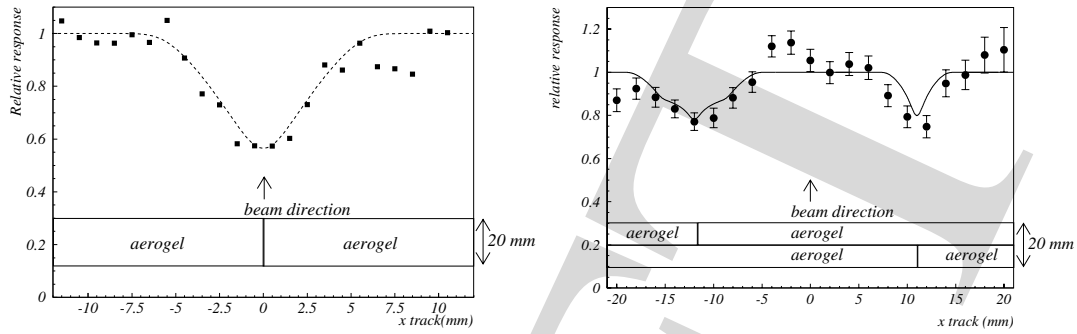 Relative response
1
0.8
0.6
0.4
0.2
0
beam direction
aerogel
aerogel
20 mm
-10
-7.5
-5
-2.5
0
2.5
5
7.5
10
x track(mm)
relative response
1.2
1
0.8
0.6
0.4
0.2
0
beam direction
aerogel
aerogel
aerogel
aerogel
20 mm
-20
-15
-10
-5
0
5
10
15
20
x track (mm)